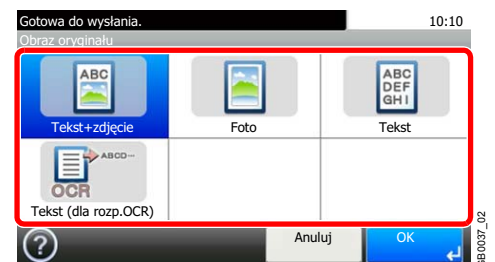 Gotowa do wysłania. 10:10
Obraz oryginału
ABC
ABC
DEF
GHI
Tekst+zdjęcie Foto Tekst
ABCD...
OCR
Tekst (dla rozp.OCR)
? Anuluj OK
GB0037_02